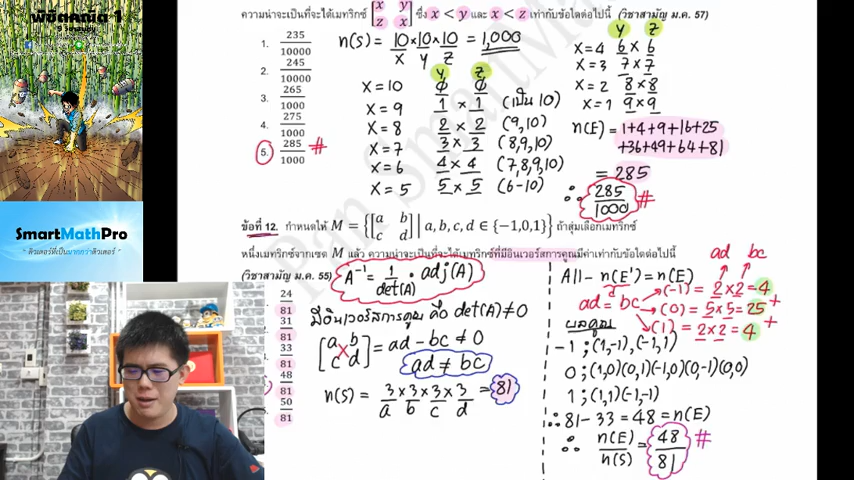 พิชิตคณิต 1
9 วิชาสามัญ
SmartMathPro
" ติวเตอร์ที่เป็นมากกว่าติวเตอร์ "
ความน่าจะเป็นที่จะได้เมทริกซ์ [x y z x] ซึ่ง x < y และ x < z เท่ากับข้อใดต่อไปนี้ (วิชาสามัญ ม.ค. 57)
1. 235/10000
2. 245/10000
3. 265/1000
4. 275/1000
5. 285/1000 #
n(S) = 10×10×10 = 1,000
x y z
y z
x = 10 0 0
x = 9 1 × 1 (เป็น 10)
x = 8 2 × 2 (9,10)
x = 7 3 × 3 (8,9,10)
x = 6 4 × 4 (7,8,9,10)
x = 5 5 × 5 (6-10)
y z
x = 4 6 × 6
x = 3 7 × 7
x = 2 8 × 8
x = 1 9 × 9
n(E) = 1+4+9+16+25
+36+49+64+81
= 285
∴ 285/1000 #
ข้อที่ 12. กำหนดให้ M = {[a b c d] | a, b, c, d ∈ {−1,0,1}} ถ้าสุ่มเลือกเมทริกซ์
หนึ่งเมทริกซ์จากเซต M แล้ว ความน่าจะเป็นที่จะได้เมทริกซ์ที่มีอินเวอร์สการคูณมีค่าเท่ากับข้อใดต่อไปนี้
(วิชาสามัญ ม.ค. 55)
24/81
31/81
33/81
48/81
50/81
A⁻¹ = 1/det(A) · adj(A)
มีอินเวอร์สการคูณ คือ det(A) ≠ 0
[a b c d] = ad − bc ≠ 0
ad ≠ bc
n(S) = 3×3×3×3 = 81
a b c d
All − n(E') = n(E)
ad bc
ad = bc
(-1) = 2 × 2 = 4
(0) = 5 × 5 = 25 +
(1) = 2 × 2 = 4 +
ผลคูณ
−1 ; (1,-1), (-1,1)
0 ; (1,0)(0,1)(-1,0)(0,-1)(0,0)
1 ; (1,1)(-1,-1)
∴ 81 − 33 = 48 = n(E)
∴ n(E)/n(S) = 48/81 #